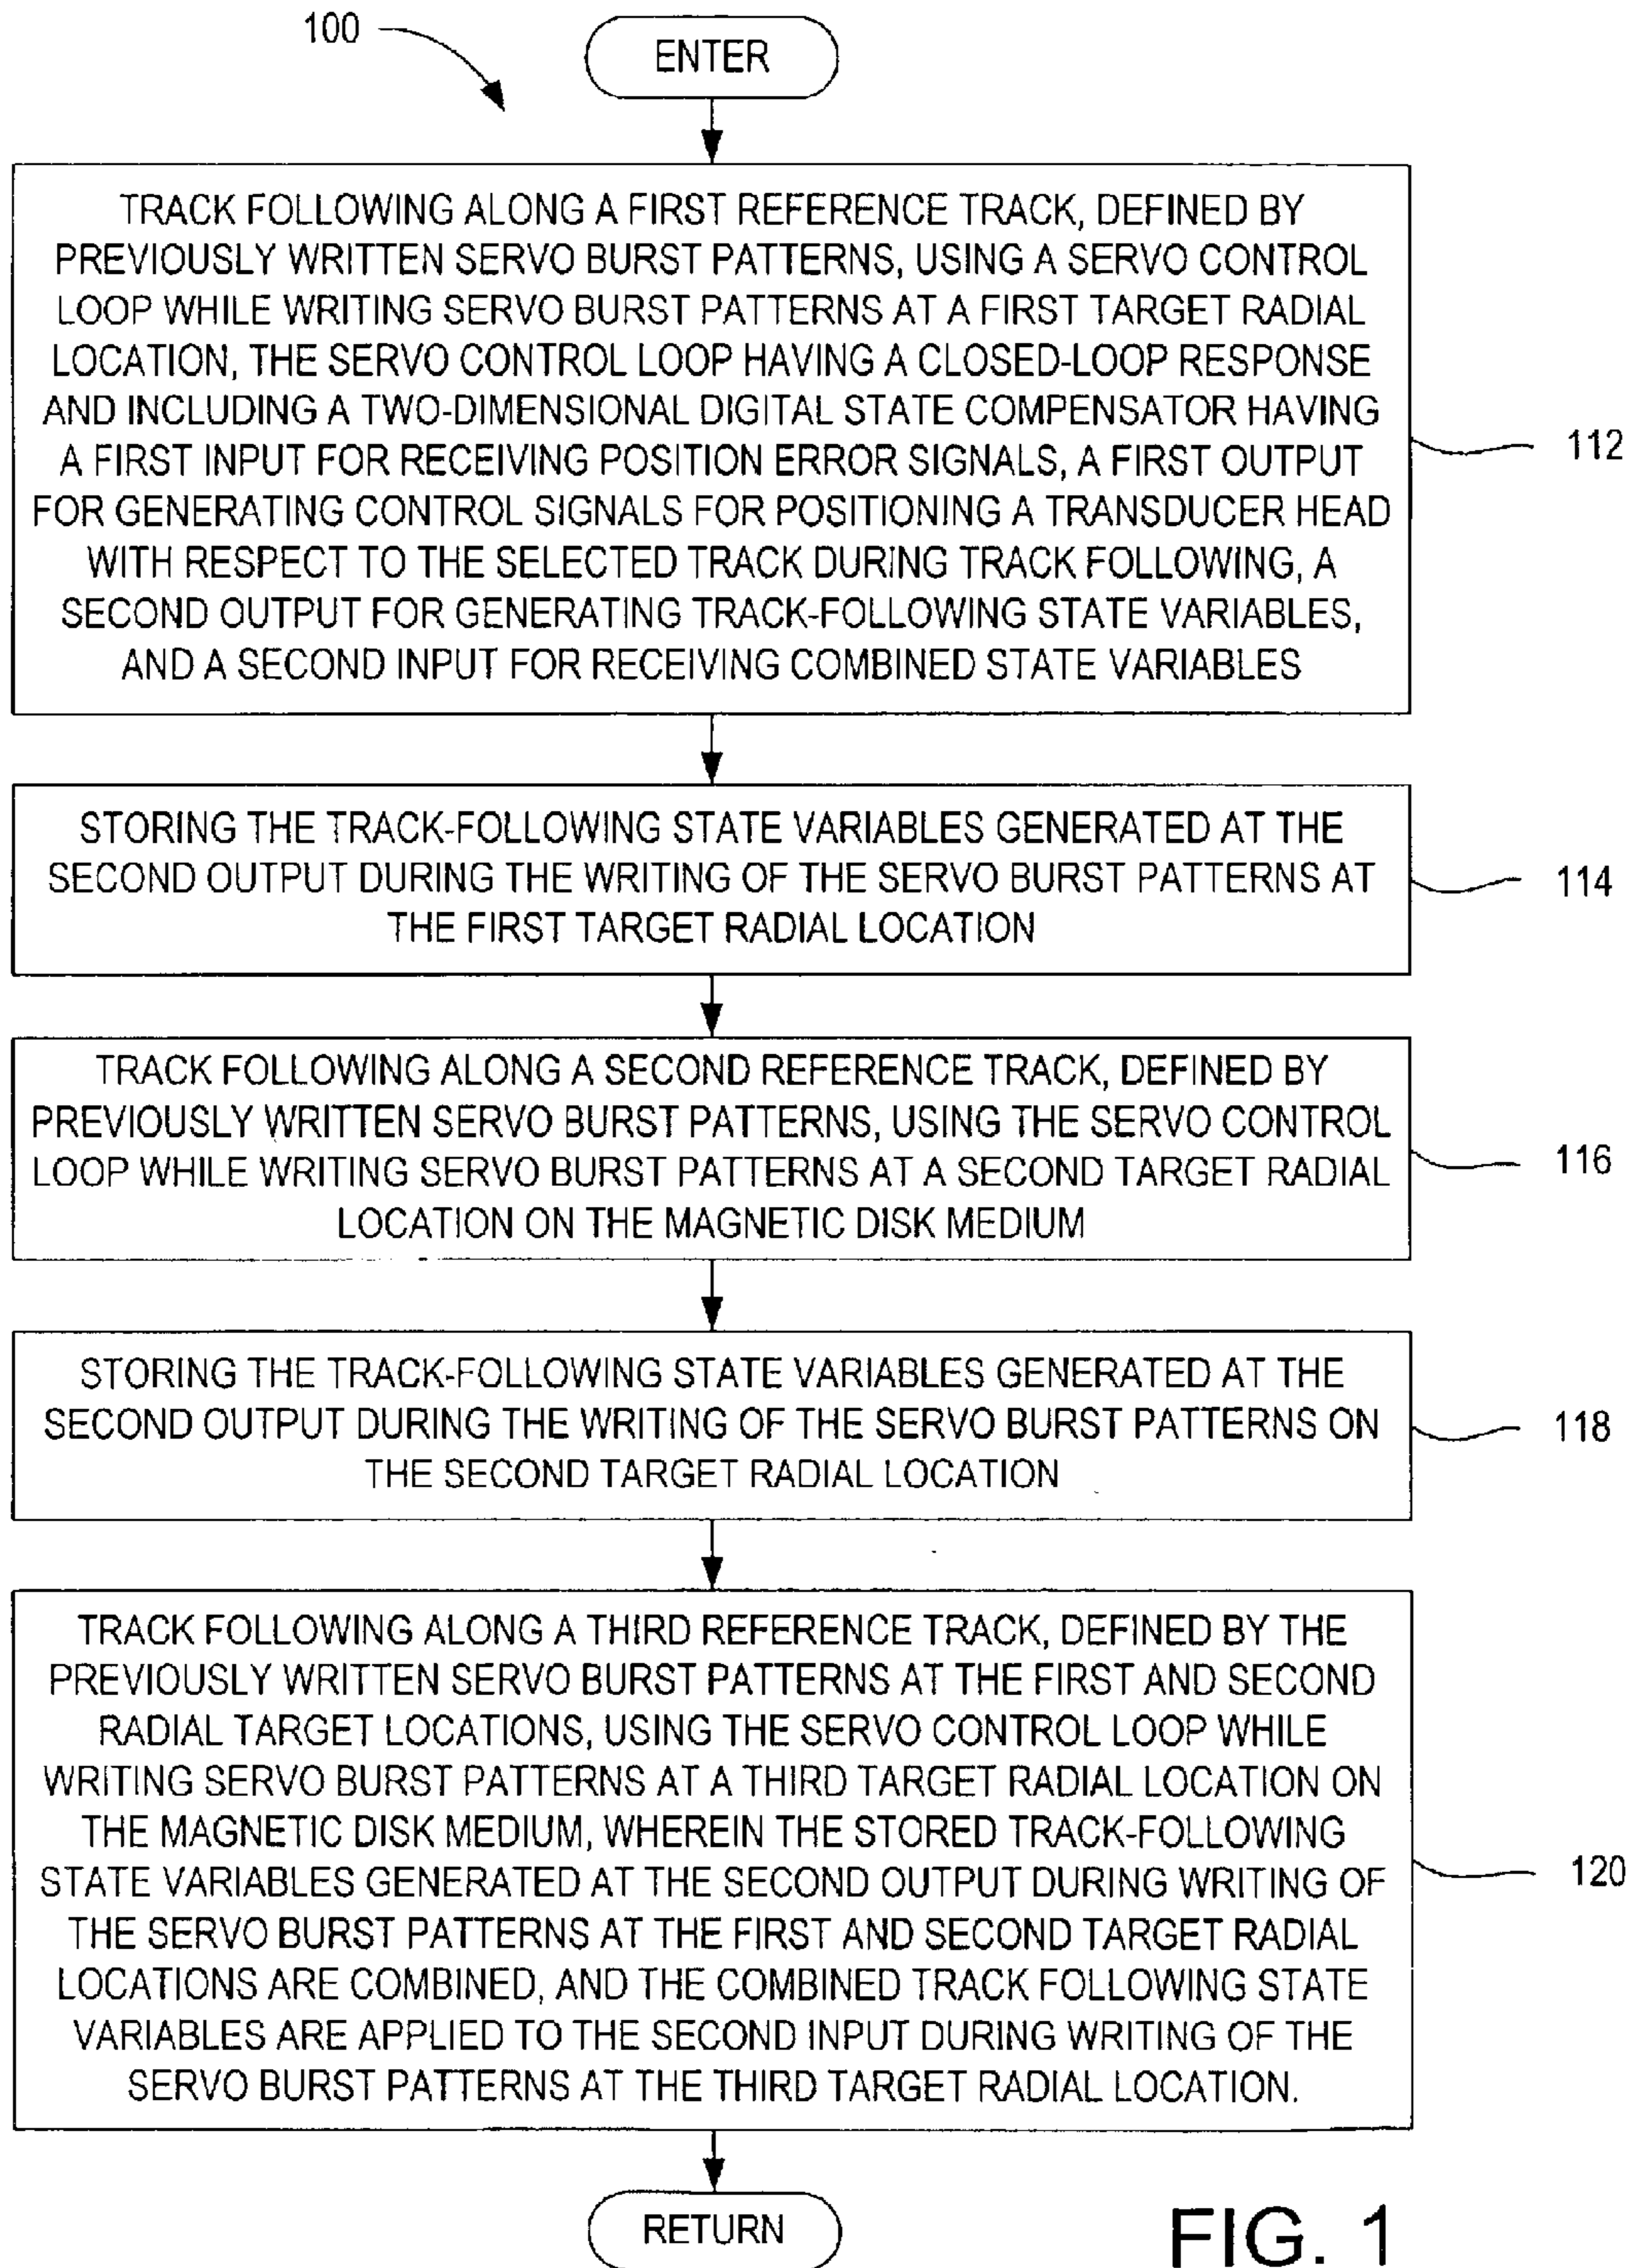 100
ENTER
TRACK FOLLOWING ALONG A FIRST REFERENCE TRACK, DEFINED BY
PREVIOUSLY WRITTEN SERVO BURST PATTERNS, USING A SERVO CONTROL
LOOP WHILE WRITING SERVO BURST PATTERNS AT A FIRST TARGET RADIAL
LOCATION, THE SERVO CONTROL LOOP HAVING A CLOSED-LOOP RESPONSE
AND INCLUDING A TWO-DIMENSIONAL DIGITAL STATE COMPENSATOR HAVING
A FIRST INPUT FOR RECEIVING POSITION ERROR SIGNALS, A FIRST OUTPUT
FOR GENERATING CONTROL SIGNALS FOR POSITIONING A TRANSDUCER HEAD
WITH RESPECT TO THE SELECTED TRACK DURING TRACK FOLLOWING, A
SECOND OUTPUT FOR GENERATING TRACK-FOLLOWING STATE VARIABLES,
AND A SECOND INPUT FOR RECEIVING COMBINED STATE VARIABLES
112
STORING THE TRACK-FOLLOWING STATE VARIABLES GENERATED AT THE
SECOND OUTPUT DURING THE WRITING OF THE SERVO BURST PATTERNS AT
THE FIRST TARGET RADIAL LOCATION
114
TRACK FOLLOWING ALONG A SECOND REFERENCE TRACK, DEFINED BY
PREVIOUSLY WRITTEN SERVO BURST PATTERNS, USING THE SERVO CONTROL
LOOP WHILE WRITING SERVO BURST PATTERNS AT A SECOND TARGET RADIAL
LOCATION ON THE MAGNETIC DISK MEDIUM
116
STORING THE TRACK-FOLLOWING STATE VARIABLES GENERATED AT THE
SECOND OUTPUT DURING THE WRITING OF THE SERVO BURST PATTERNS ON
THE SECOND TARGET RADIAL LOCATION
118
TRACK FOLLOWING ALONG A THIRD REFERENCE TRACK, DEFINED BY THE
PREVIOUSLY WRITTEN SERVO BURST PATTERNS AT THE FIRST AND SECOND
RADIAL TARGET LOCATIONS, USING THE SERVO CONTROL LOOP WHILE
WRITING SERVO BURST PATTERNS AT A THIRD TARGET RADIAL LOCATION ON
THE MAGNETIC DISK MEDIUM, WHEREIN THE STORED TRACK-FOLLOWING
STATE VARIABLES GENERATED AT THE SECOND OUTPUT DURING WRITING OF
THE SERVO BURST PATTERNS AT THE FIRST AND SECOND TARGET RADIAL
LOCATIONS ARE COMBINED, AND THE COMBINED TRACK FOLLOWING STATE
VARIABLES ARE APPLIED TO THE SECOND INPUT DURING WRITING OF THE
SERVO BURST PATTERNS AT THE THIRD TARGET RADIAL LOCATION.
120
RETURN
FIG. 1